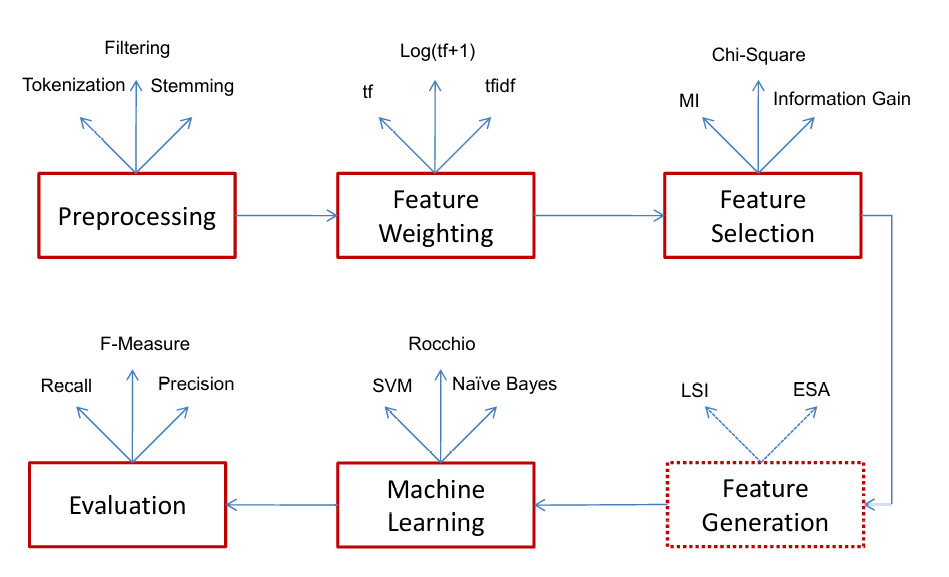 Filtering
Tokenization
Stemming
Preprocessing
Log(tf+1)
tf
tfidf
Feature
Weighting
Chi-Square
MI
Information Gain
Feature
Selection
LSI
ESA
Feature
Generation
Rocchio
SVM
Naïve Bayes
Machine
Learning
F-Measure
Recall
Precision
Evaluation